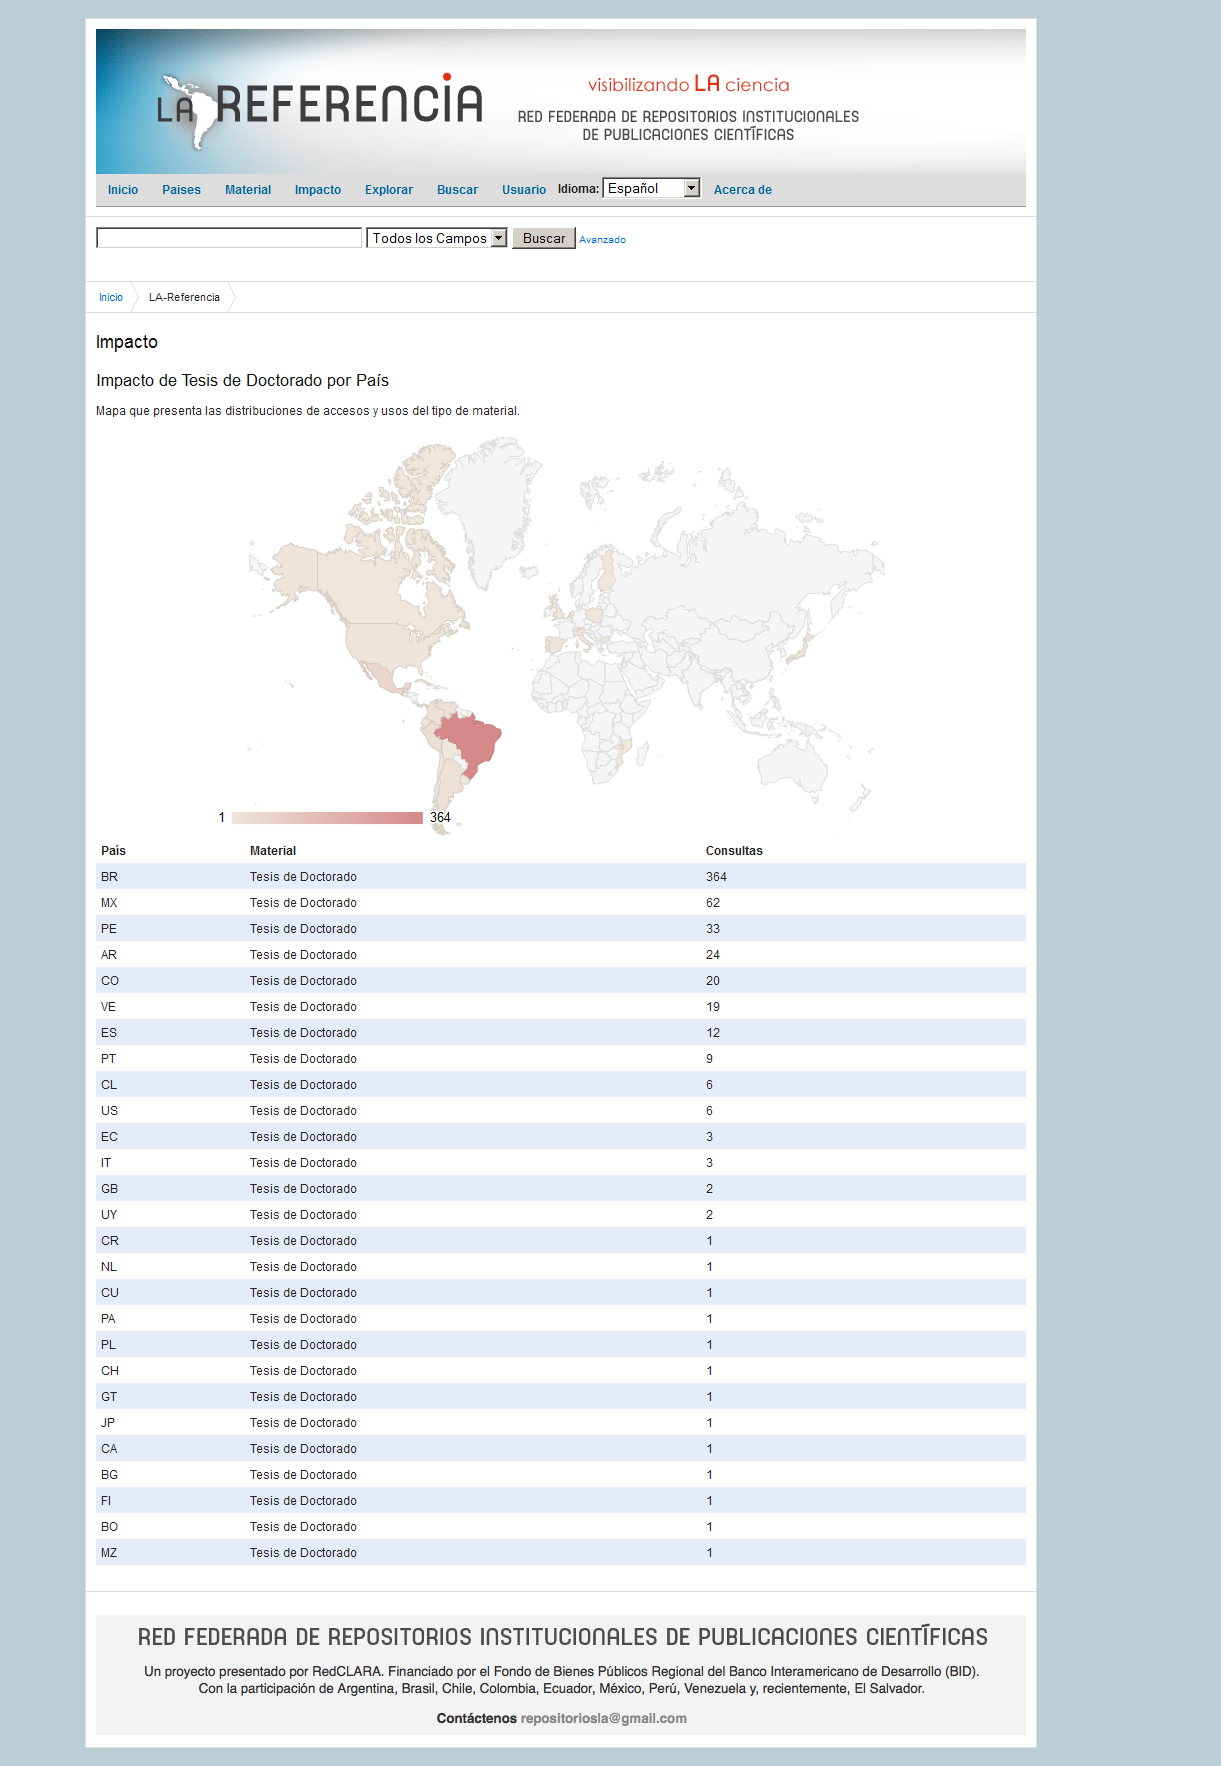 LA REFERENCIA
visibilizando LA ciencia
RED FEDERADA DE REPOSITORIOS INSTITUCIONALES
DE PUBLICACIONES CIENTÍFICAS
Inicio Paises Material Impacto Explorar Buscar Usuario Idioma: Español Acerca de
Todos los Campos Buscar Avanzado
Inicio LA-Referencia
Impacto
Impacto de Tesis de Doctorado por País
Mapa que presenta las distribuciones de accesos y usos del tipo de material.
1 364
País Material Consultas
BR Tesis de Doctorado 364
MX Tesis de Doctorado 62
PE Tesis de Doctorado 33
AR Tesis de Doctorado 24
CO Tesis de Doctorado 20
VE Tesis de Doctorado 19
ES Tesis de Doctorado 12
PT Tesis de Doctorado 9
CL Tesis de Doctorado 6
US Tesis de Doctorado 6
EC Tesis de Doctorado 3
IT Tesis de Doctorado 3
GB Tesis de Doctorado 2
UY Tesis de Doctorado 2
CR Tesis de Doctorado 1
NL Tesis de Doctorado 1
CU Tesis de Doctorado 1
PA Tesis de Doctorado 1
PL Tesis de Doctorado 1
CH Tesis de Doctorado 1
GT Tesis de Doctorado 1
JP Tesis de Doctorado 1
CA Tesis de Doctorado 1
BG Tesis de Doctorado 1
FI Tesis de Doctorado 1
BO Tesis de Doctorado 1
MZ Tesis de Doctorado 1
RED FEDERADA DE REPOSITORIOS INSTITUCIONALES DE PUBLICACIONES CIENTÍFICAS
Un proyecto presentado por RedCLARA. Financiado por el Fondo de Bienes Públicos Regional del Banco Interamericano de Desarrollo (BID).
Con la participación de Argentina, Brasil, Chile, Colombia, Ecuador, México, Perú, Venezuela y, recientemente, El Salvador.
Contáctenos repositoriosla@gmail.com